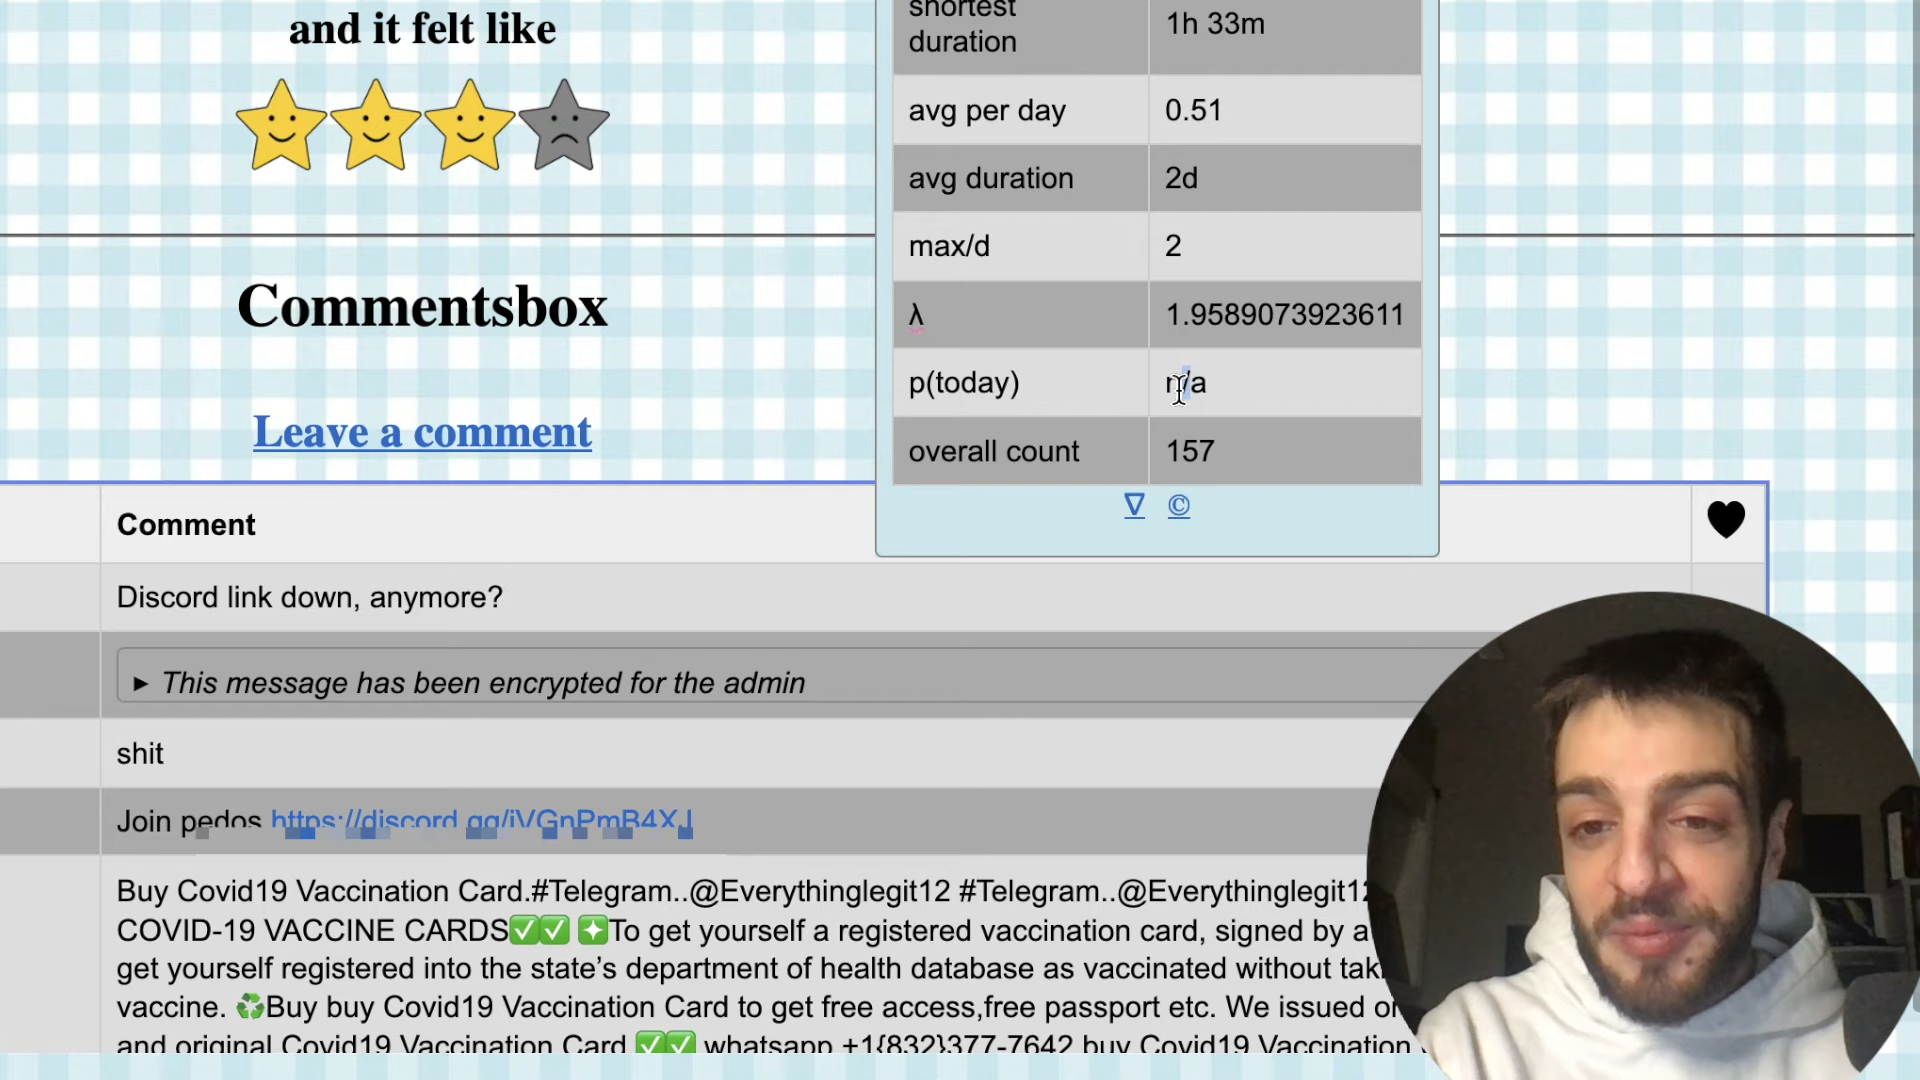 and it felt like
Commentsbox
Leave a comment
shortest
duration
1h 33m
avg per day
0.51
avg duration
2d
max/d
2
λ
1.9589073923611
p(today)
n/a
overall count
157
∇ ©
Comment
Discord link down, anymore?
► This message has been encrypted for the admin
shit
Join pedos
Buy Covid19 Vaccination Card.#Telegram..@Everythinglegit12 #Telegram..@Everythinglegit12
COVID-19 VACCINE CARDS✅✅ To get yourself a registered vaccination card, signed by a
get yourself registered into the state’s department of health database as vaccinated without
vaccine. ♻️Buy buy Covid19 Vaccination Card to get free access,free passport etc. We issued
and original Covid19 Vaccination Card ✅✅ whatsapp +1{832}377-7642 buy Covid19 Vaccination